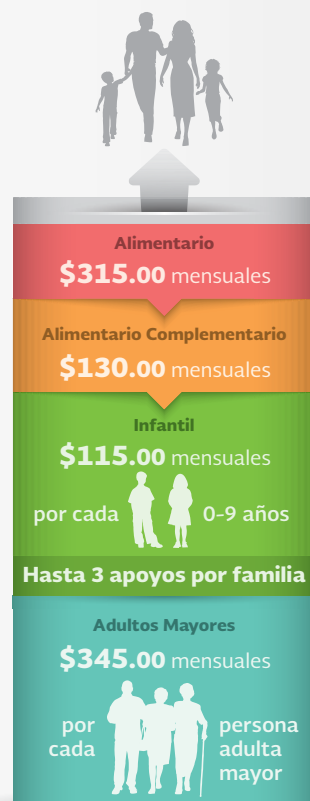 Alimentario
$315.00 mensuales
Alimentario Complementario
$130.00 mensuales
Infantil
$115.00 mensuales
por cada 0-9 años
Hasta 3 apoyos por familia
Adultos Mayores
$345.00 mensuales
por
cada
persona
adulta
mayor